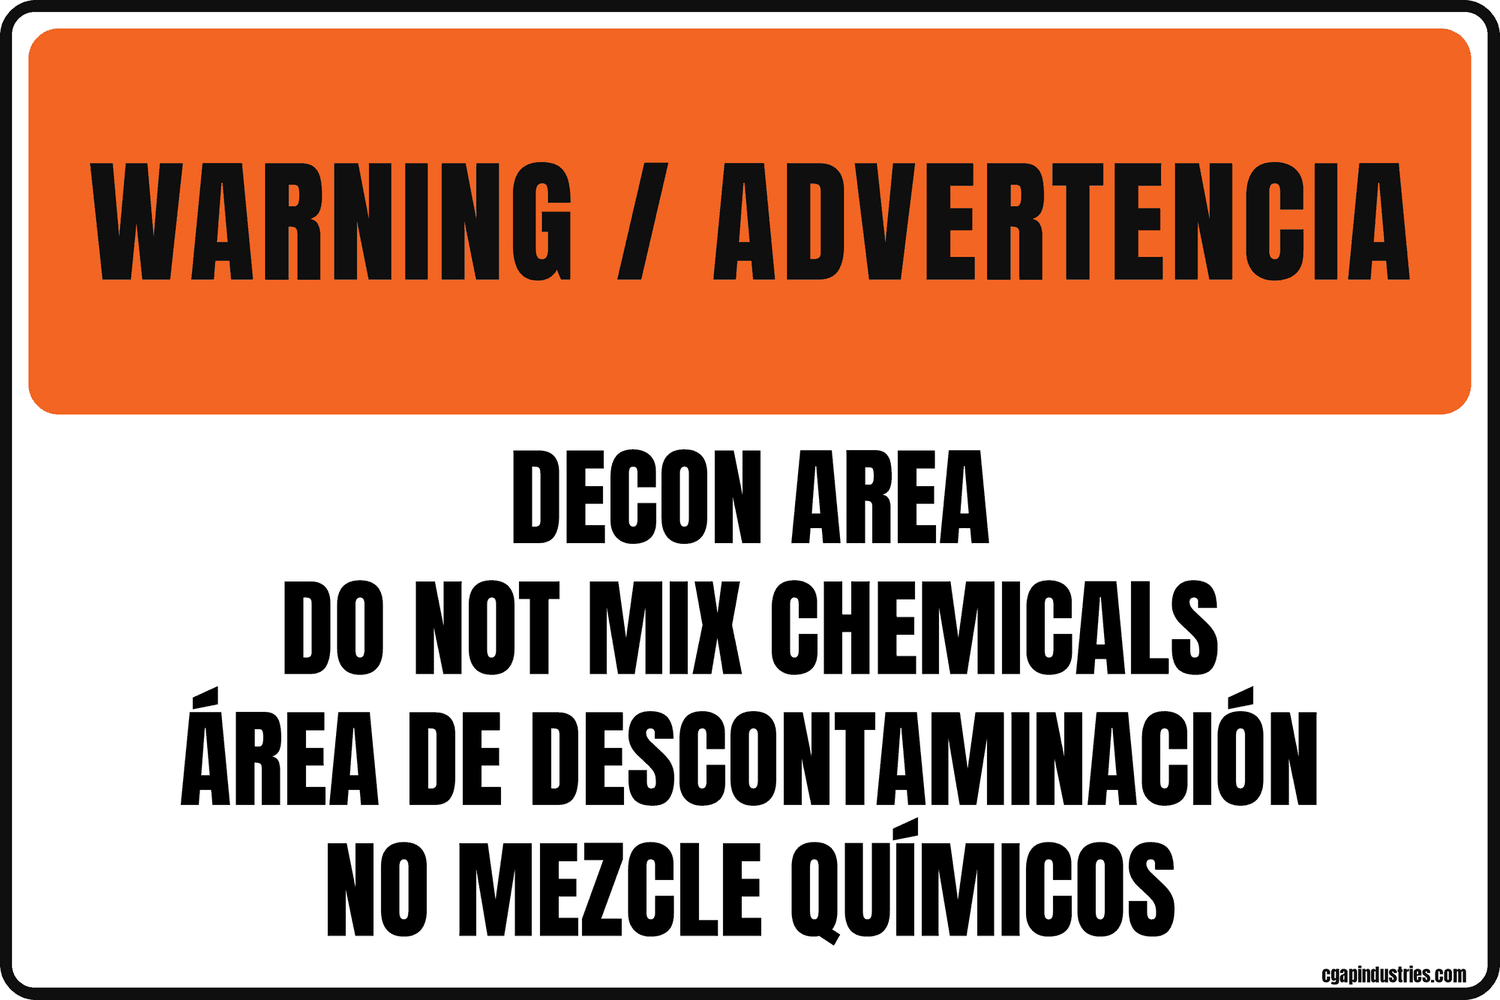 WARNING / ADVERTENCIA
DECON AREA
DO NOT MIX CHEMICALS
ÁREA DE DESCONTAMINACIÓN
NO MEZCLE QUÍMICOS
cgapindustries.com